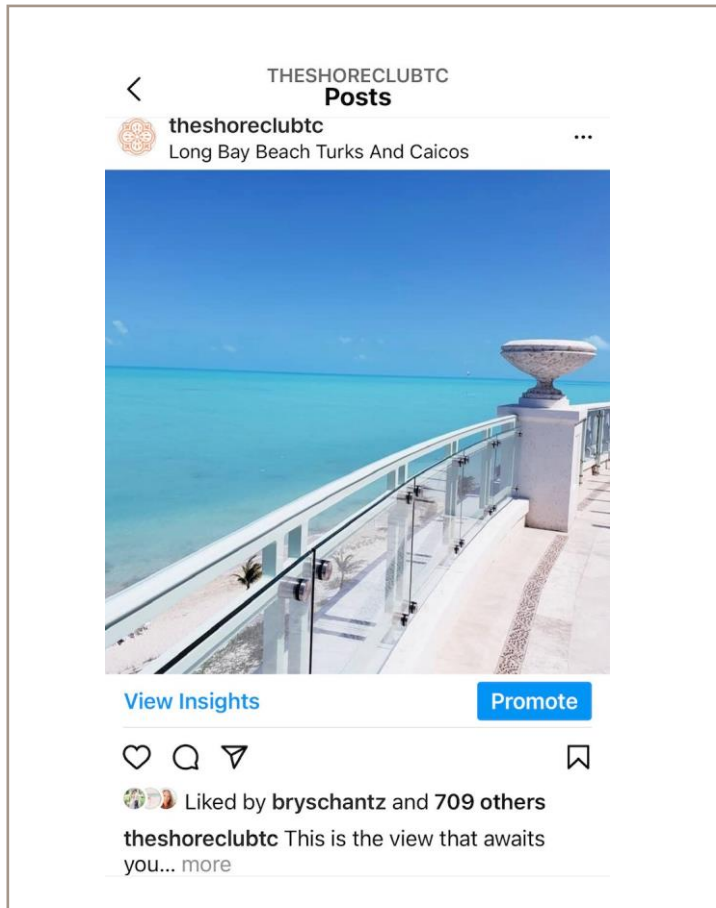 THESHORECLUBTC
Posts
theshoreclubtc
Long Bay Beach Turks And Caicos
View Insights
Promote
Liked by bryschantz and 709 others
theshoreclubtc This is the view that awaits
you... more